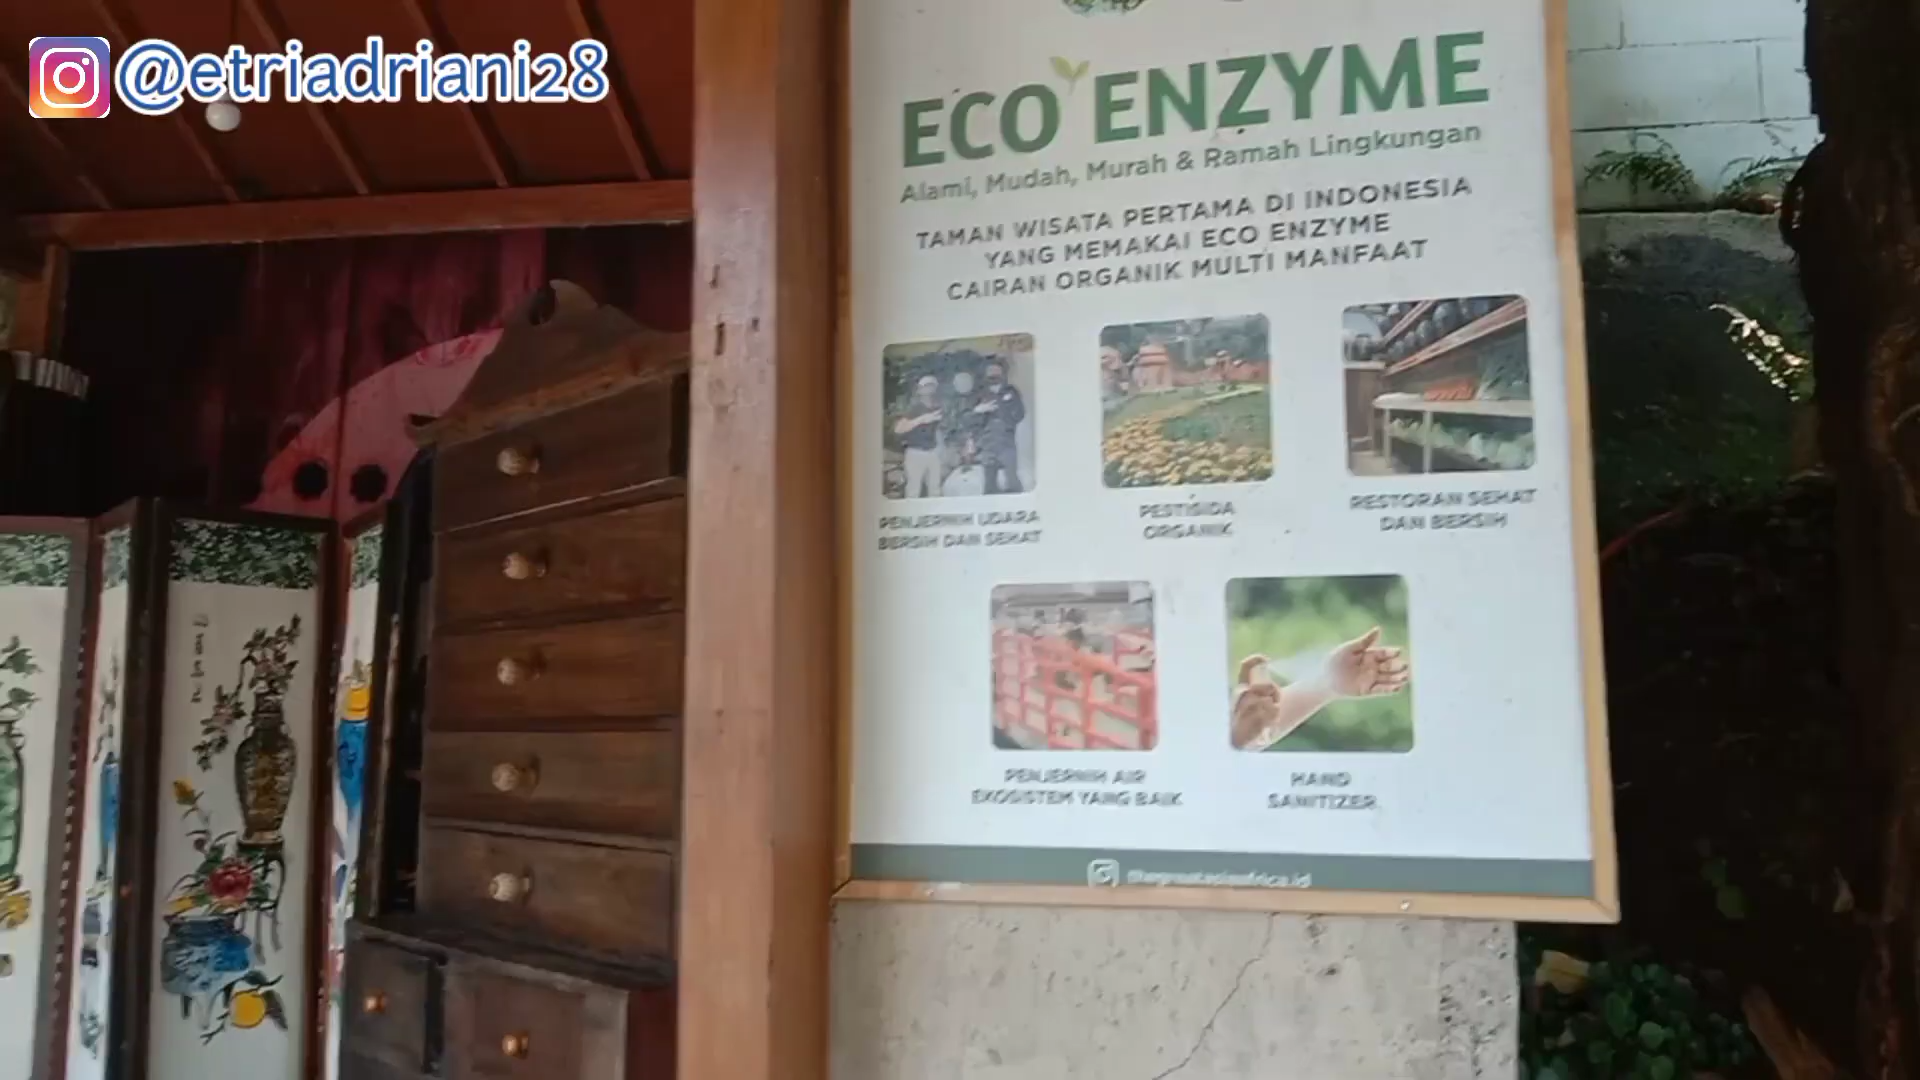 @etriadriani28
ECO ENZYME
Alami, Mudah, Murah & Ramah Lingkungan
TAMAN WISATA PERTAMA DI INDONESIA
YANG MEMAKAI ECO ENZYME
CAIRAN ORGANIK MULTI MANFAAT
PENJERNIH UDARA
BERSIH DAN SEHAT
PESTISIDA
ORGANIK
RESTORAN SEHAT
DAN BERSIH
PENJERNIH AIR
EKOSISTEM YANG BAIK
HAND
SANITIZER